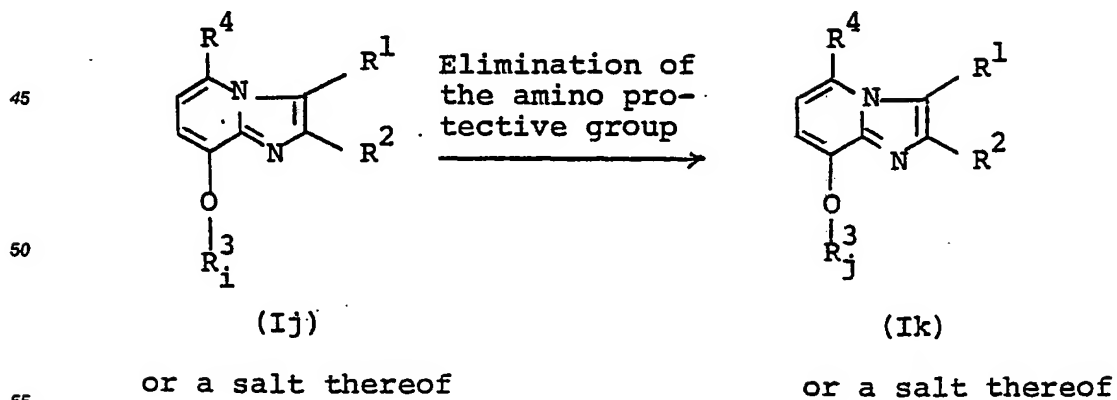 R⁴
R¹
N
N
R²
O
R³ᵢ
(Ij)
or a salt thereof
45
50
55
Elimination of
the amino pro-
tective group
R⁴
R¹
N
N
R²
O
R³ⱼ
(Ik)
or a salt thereof